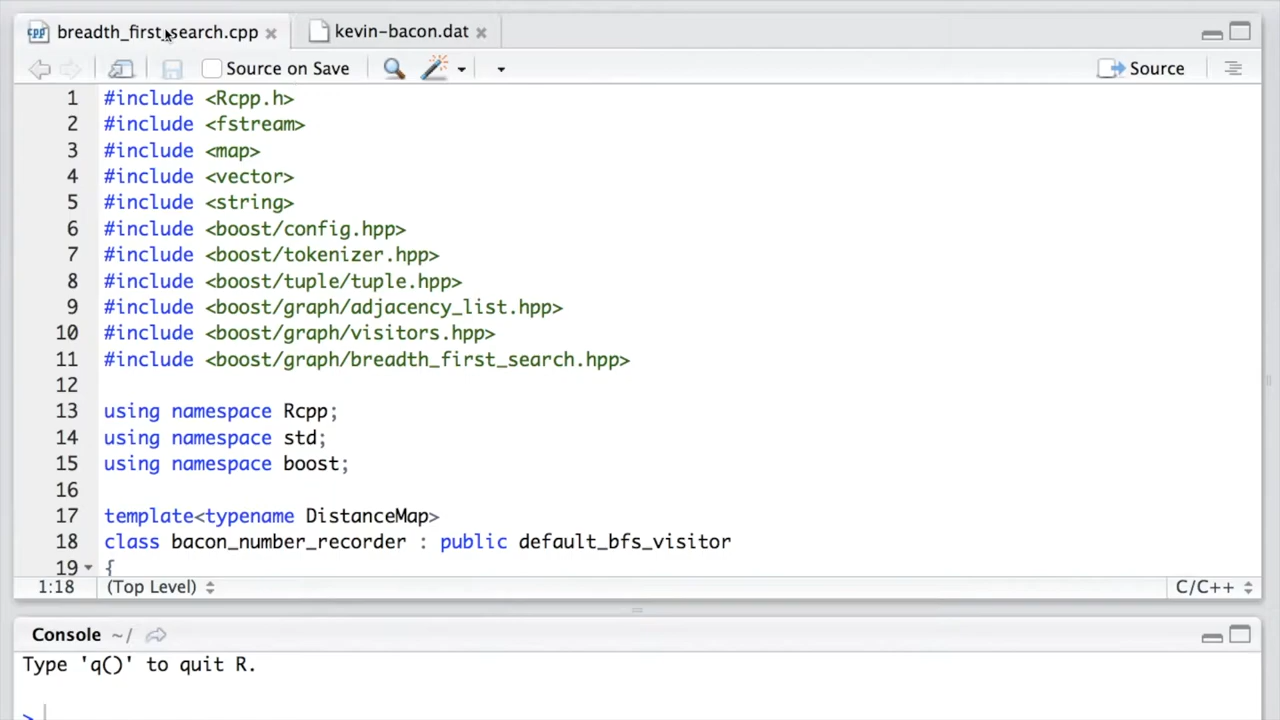 breadth_first_search.cpp kevin-bacon.dat
Source on Save Source
1 #include <Rcpp.h>
2 #include <fstream>
3 #include <map>
4 #include <vector>
5 #include <string>
6 #include <boost/config.hpp>
7 #include <boost/tokenizer.hpp>
8 #include <boost/tuple/tuple.hpp>
9 #include <boost/graph/adjacency_list.hpp>
10 #include <boost/graph/visitors.hpp>
11 #include <boost/graph/breadth_first_search.hpp>
12
13 using namespace Rcpp;
14 using namespace std;
15 using namespace boost;
16
17 template<typename DistanceMap>
18 class bacon_number_recorder : public default_bfs_visitor
19 {
1:18 (Top Level) C/C++
Console ~/
Type 'q()' to quit R.
>